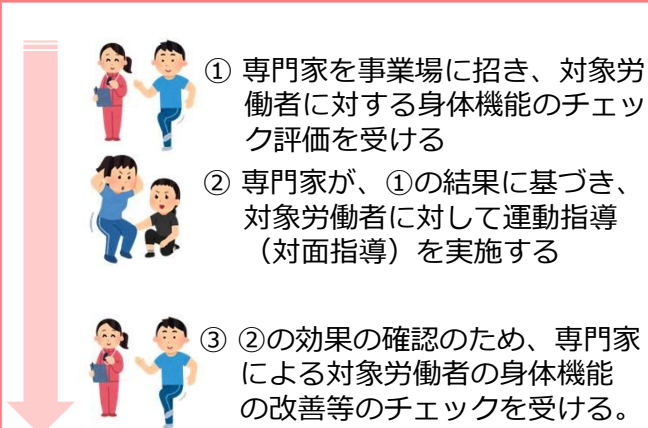 ① 専門家を事業場に招き、対象労
働者に対する身体機能のチェッ
ク評価を受ける
② 専門家が、①の結果に基づき、
対象労働者に対して運動指導
（対面指導）を実施する
③ ②の効果の確認のため、専門家
による対象労働者の身体機能
の改善等のチェックを受ける。